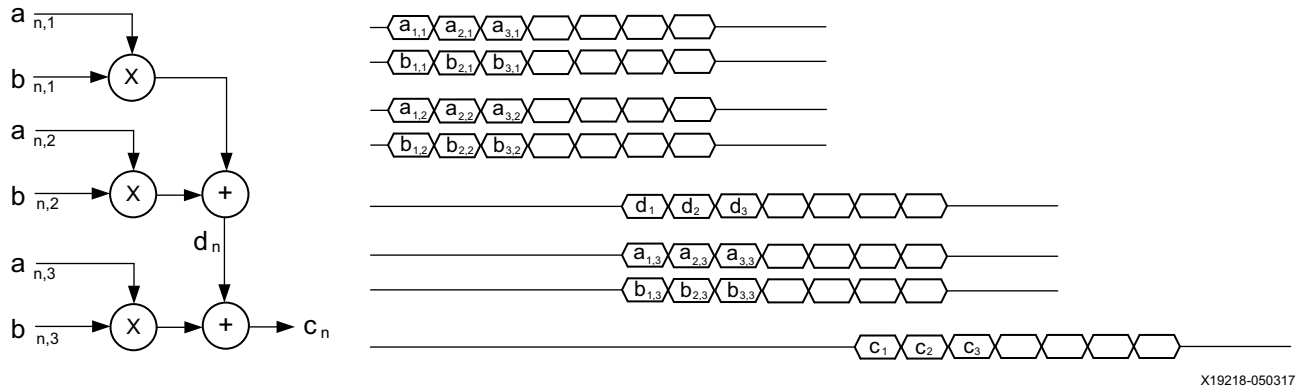 a n,1
b n,1
X
a n,2
b n,2
X
+
d n
a n,3
b n,3
X
+
c n
a1,1 a2,1 a3,1
b1,1 b2,1 b3,1
a1,2 a2,2 a3,2
b1,2 b2,2 b3,2
d1 d2 d3
a1,3 a2,3 a3,3
b1,3 b2,3 b3,3
c1 c2 c3
X19218-050317